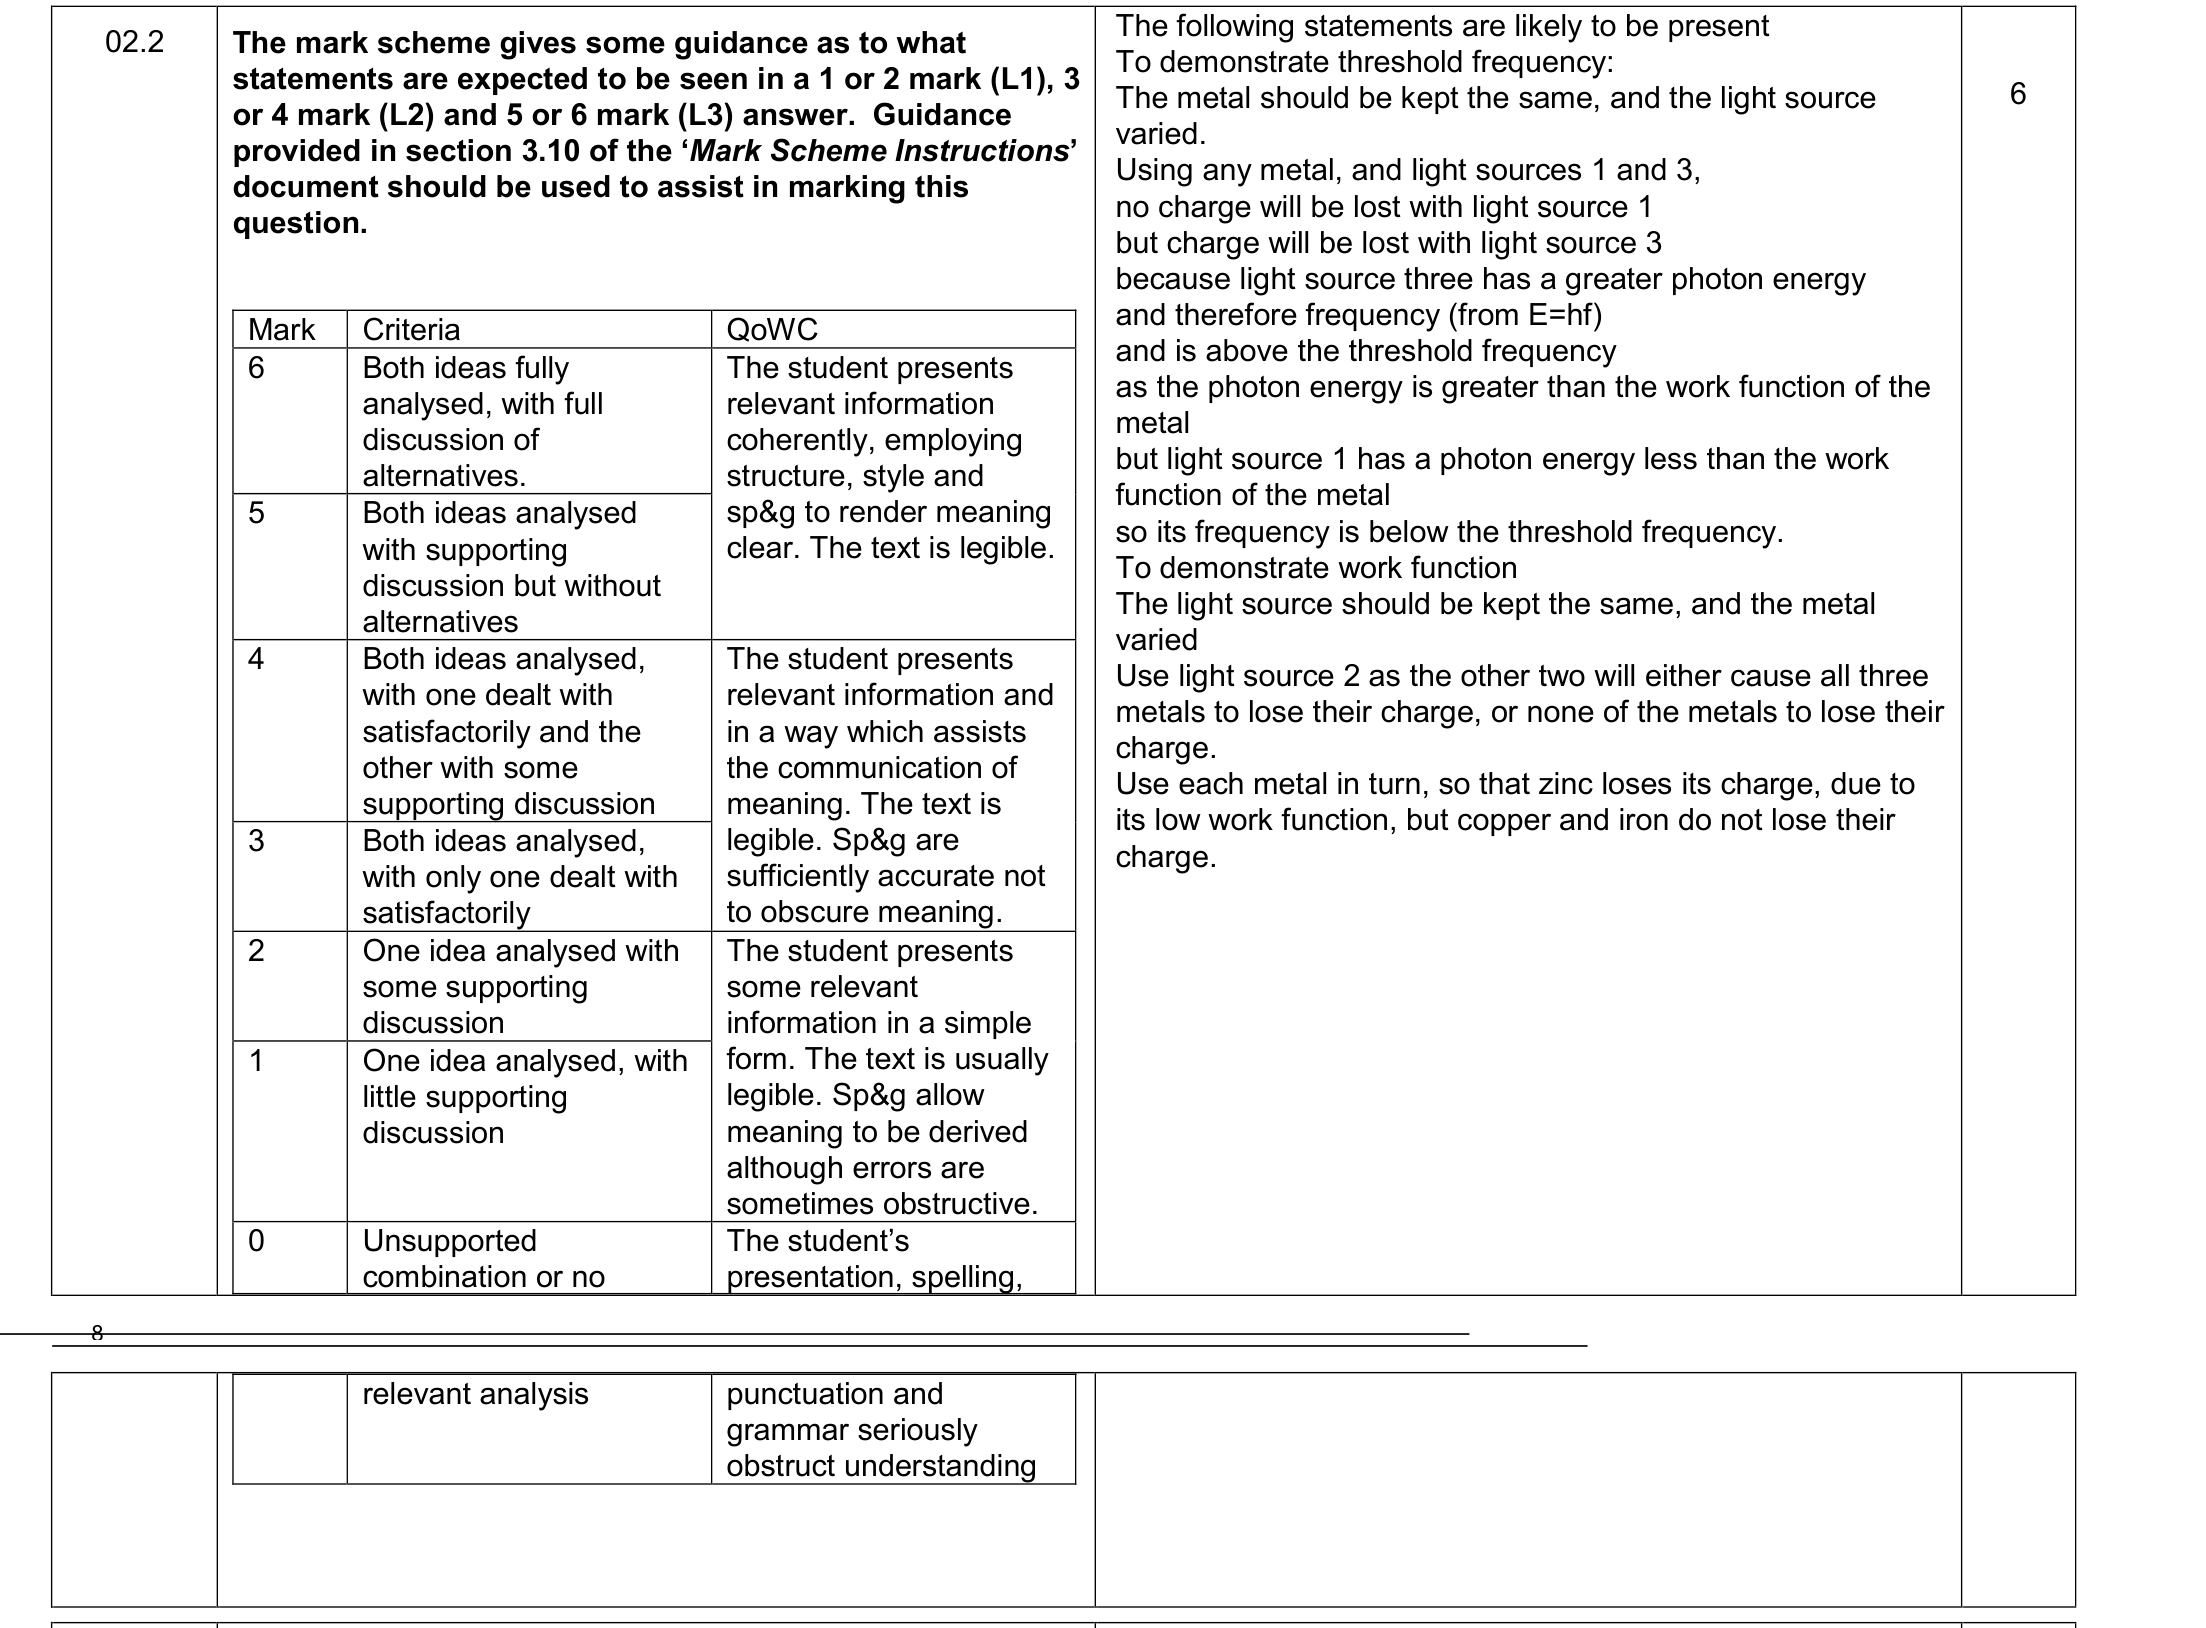 02.2
The mark scheme gives some guidance as to what
statements are expected to be seen in a 1 or 2 mark (L1), 3
or 4 mark (L2) and 5 or 6 mark (L3) answer.  Guidance
provided in section 3.10 of the ‘Mark Scheme Instructions’
document should be used to assist in marking this
question.
Mark Criteria QoWC
6
Both ideas fully
analysed, with full
discussion of
alternatives.
The student presents
relevant information
coherently, employing
structure, style and
sp&g to render meaning
clear. The text is legible.
5
Both ideas analysed
with supporting
discussion but without
alternatives
4
Both ideas analysed,
with one dealt with
satisfactorily and the
other with some
supporting discussion
The student presents
relevant information and
in a way which assists
the communication of
meaning. The text is
legible. Sp&g are
sufficiently accurate not
to obscure meaning.
3
Both ideas analysed,
with only one dealt with
satisfactorily
2
One idea analysed with
some supporting
discussion
The student presents
some relevant
information in a simple
form. The text is usually
legible. Sp&g allow
meaning to be derived
although errors are
sometimes obstructive.
1
One idea analysed, with
little supporting
discussion
0
Unsupported
combination or no
The student’s
presentation, spelling,
The following statements are likely to be present
To demonstrate threshold frequency:
The metal should be kept the same, and the light source
varied.
Using any metal, and light sources 1 and 3,
no charge will be lost with light source 1
but charge will be lost with light source 3
because light source three has a greater photon energy
and therefore frequency (from E=hf)
and is above the threshold frequency
as the photon energy is greater than the work function of the
metal
but light source 1 has a photon energy less than the work
function of the metal
so its frequency is below the threshold frequency.
To demonstrate work function
The light source should be kept the same, and the metal
varied
Use light source 2 as the other two will either cause all three
metals to lose their charge, or none of the metals to lose their
charge.
Use each metal in turn, so that zinc loses its charge, due to
its low work function, but copper and iron do not lose their
charge.
6
8
relevant analysis
punctuation and
grammar seriously
obstruct understanding